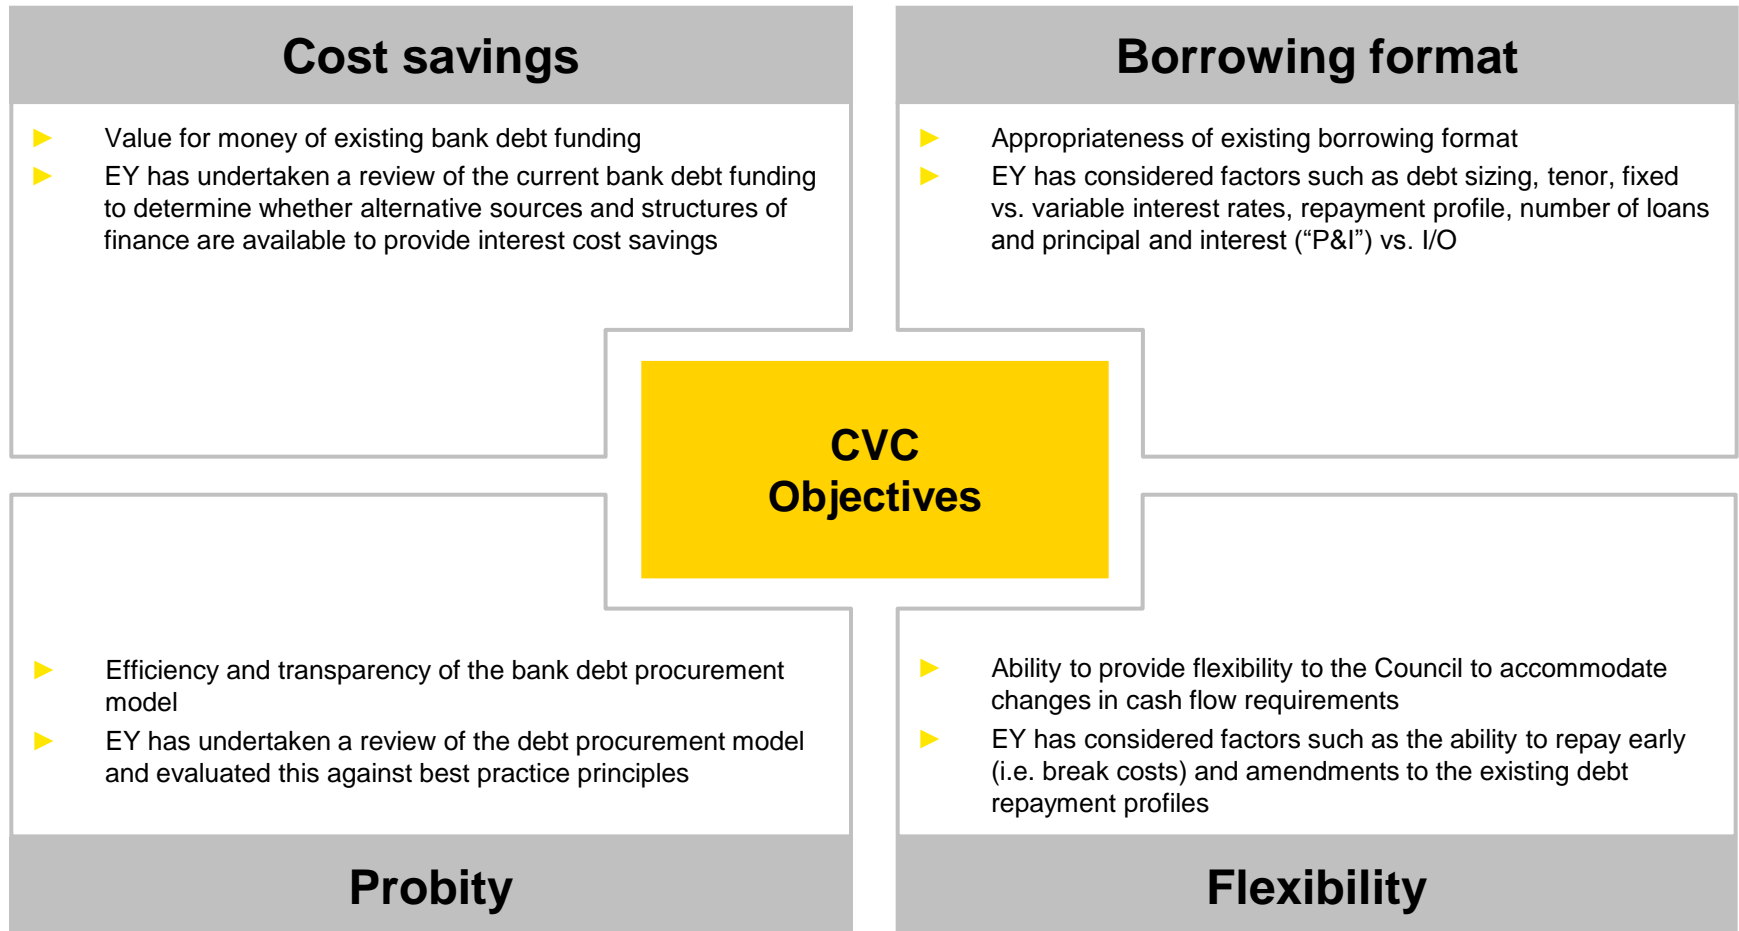 Cost savings
► Value for money of existing bank debt funding
► EY has undertaken a review of the current bank debt funding
to determine whether alternative sources and structures of
finance are available to provide interest cost savings
Borrowing format
► Appropriateness of existing borrowing format
► EY has considered factors such as debt sizing, tenor, fixed
vs. variable interest rates, repayment profile, number of loans
and principal and interest (“P&I”) vs. I/O
CVC
Objectives
► Efficiency and transparency of the bank debt procurement
model
► EY has undertaken a review of the debt procurement model
and evaluated this against best practice principles
Probity
► Ability to provide flexibility to the Council to accommodate
changes in cash flow requirements
► EY has considered factors such as the ability to repay early
(i.e. break costs) and amendments to the existing debt
repayment profiles
Flexibility